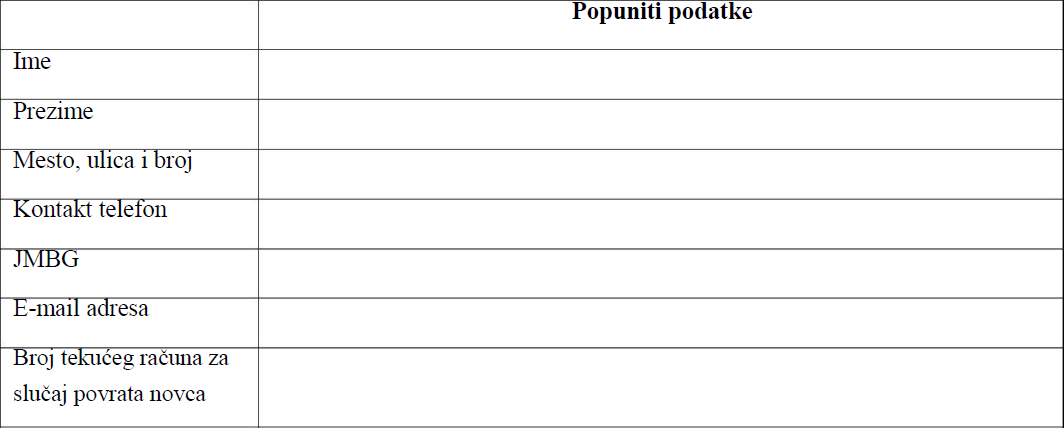 Popuniti podatke
Ime
Prezime
Mesto, ulica i broj
Kontakt telefon
JMBG
E-mail adresa
Broj tekućeg računa za
slučaj povrata novca